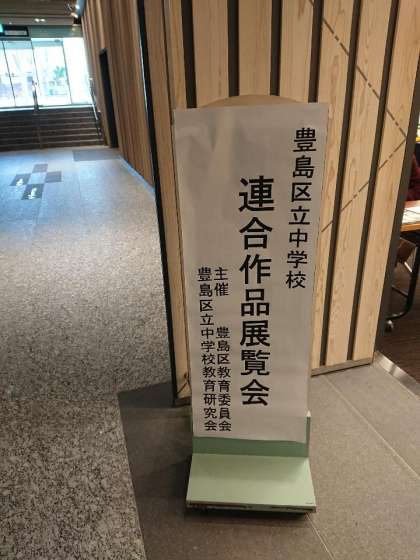 豊島区立中学校
連合作品展覧会
主催　豊島区教育委員会
豊島区立中学校教育研究会